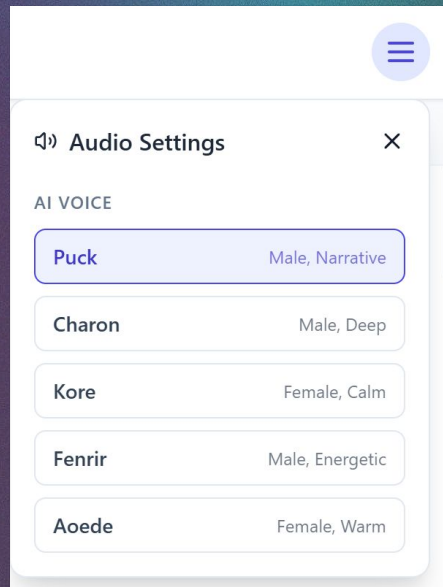 Audio Settings
AI VOICE
Puck Male, Narrative
Charon Male, Deep
Kore Female, Calm
Fenrir Male, Energetic
Aoede Female, Warm